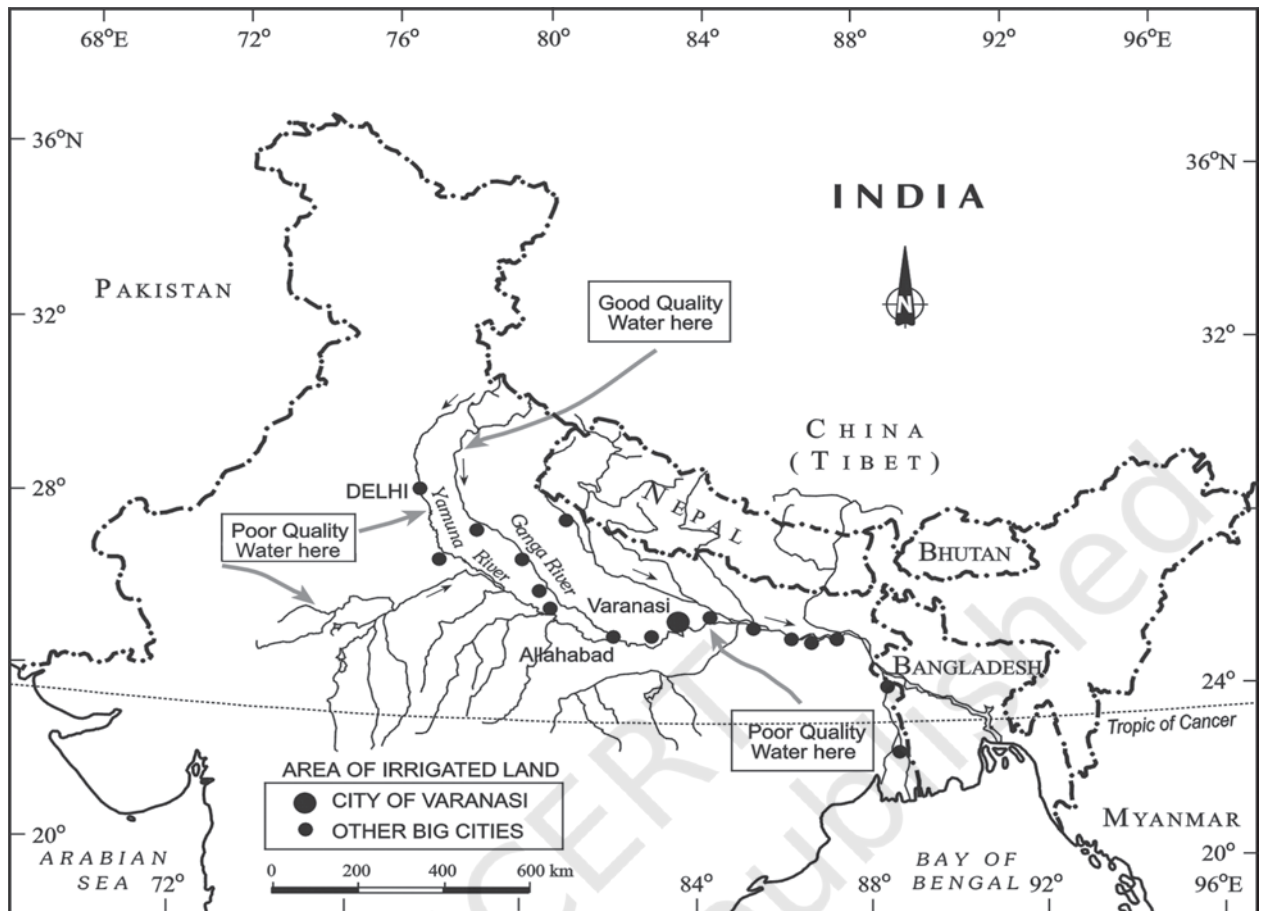 68°E 72° 76° 80° 84° 88° 92° 96°E
36°N
36°N
INDIA
N
PAKISTAN
Good Quality
Water here
32°
32°
CHINA
(TIBET)
28°
DELHI
Yamuna
River
Ganga River
NEPAL
Poor Quality
Water here
BHUTAN
Varanasi
Allahabad
BANGLADESH
24°
Tropic of Cancer
Poor Quality
Water here
AREA OF IRRIGATED LAND
CITY OF VARANASI
OTHER BIG CITIES
20°
MYANMAR
20°
ARABIAN
SEA
72°
0 200 400 600 km
84°
88°
BAY OF
BENGAL
92°
96°E
CERT
published